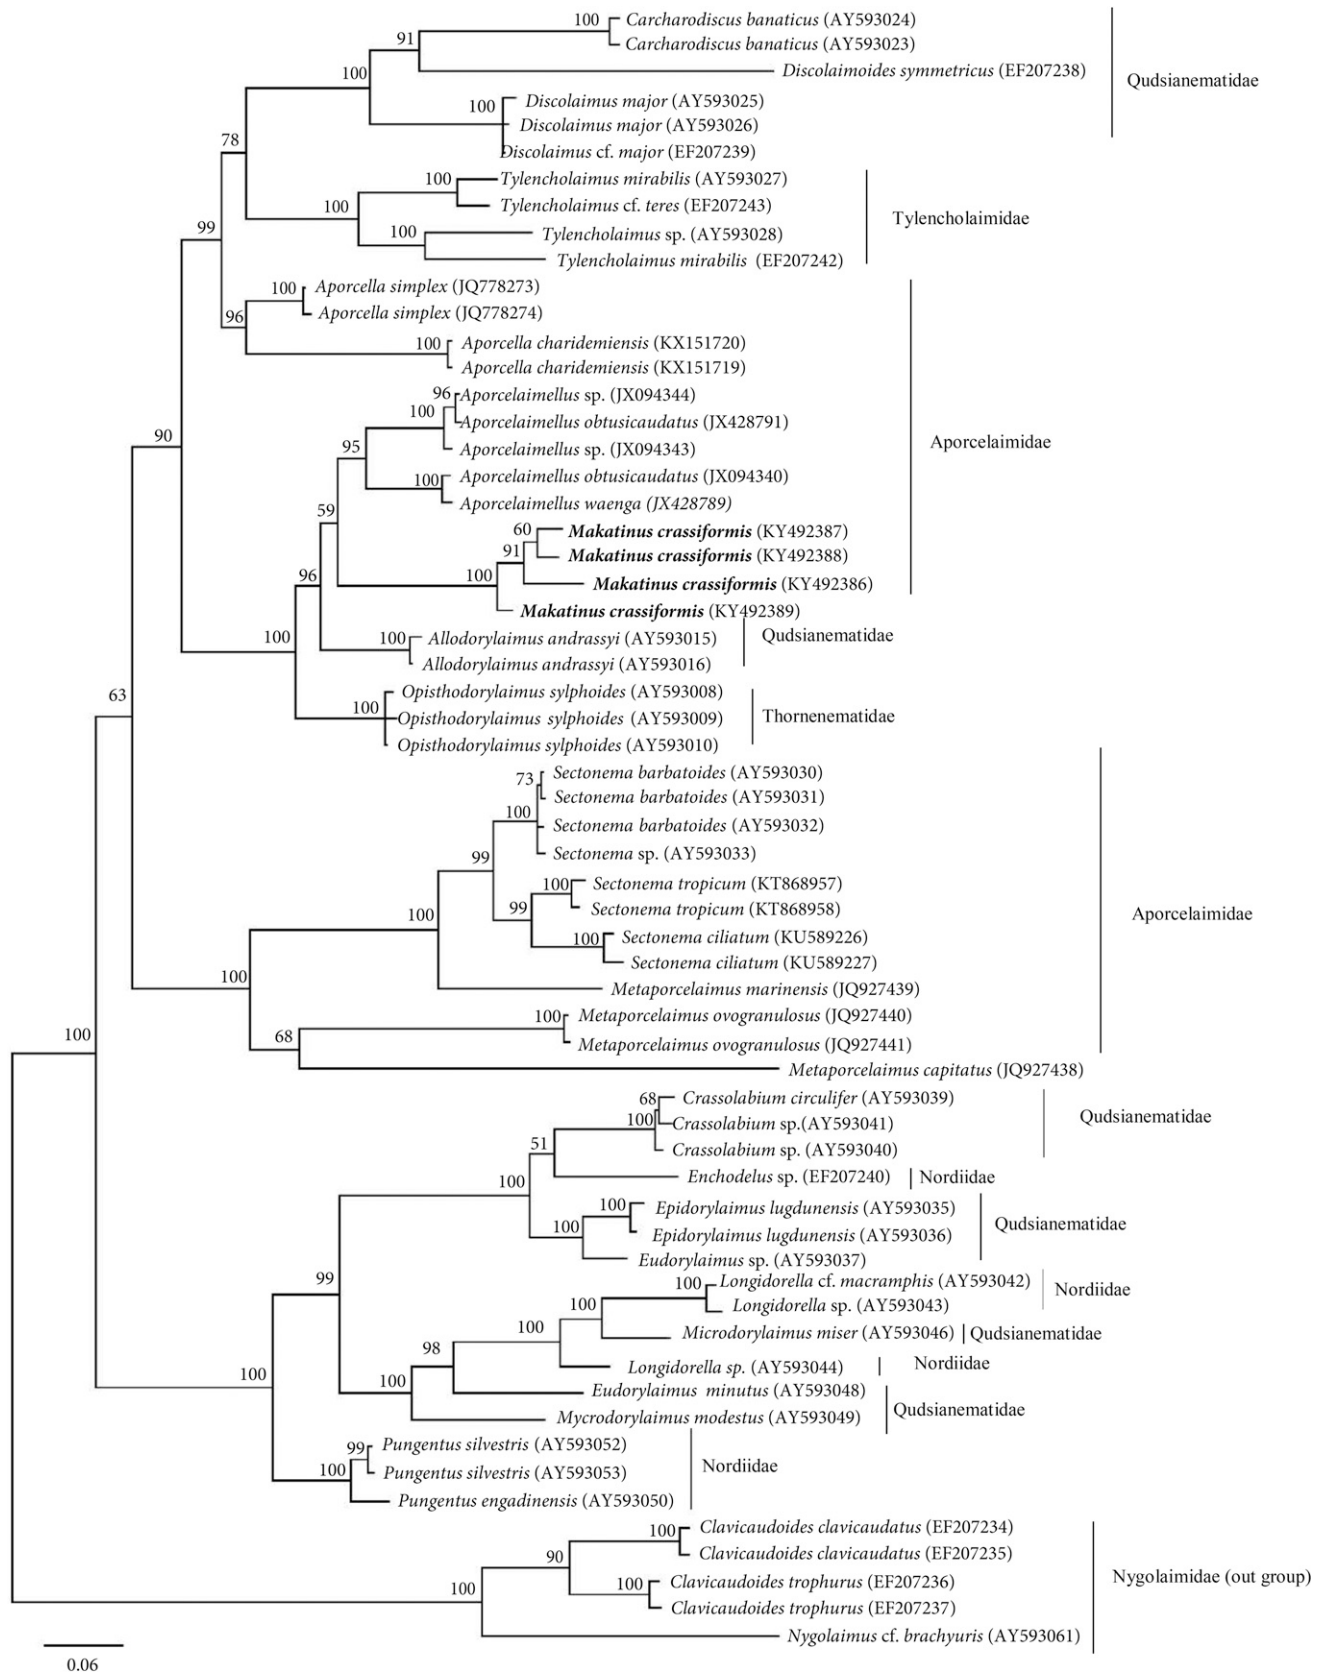 100 Carcharodiscus banaticus (AY593024)
91 Carcharodiscus banaticus (AY593023)
100 Discolaimoides symmetricus (EF207238)
Qudsianematidae
100 Discolaimus major (AY593025)
Discolaimus major (AY593026)
78 Discolaimus cf. major (EF207239)
100 Tylencholaimus mirabilis (AY593027)
100 Tylencholaimus cf. teres (EF207243)
Tylencholaimidae
99 100 Tylencholaimus sp. (AY593028)
Tylencholaimus mirabilis (EF207242)
100 Aporcella simplex (JQ778273)
96 Aporcella simplex (JQ778274)
100 Aporcella charidemiensis (KX151720)
Aporcella charidemiensis (KX151719)
96 Aporcelaimellus sp. (JX094344)
100 Aporcelaimellus obtusicaudatus (JX428791)
90 95 Aporcelaimellus sp. (JX094343)
Aporcelaimidae
100 Aporcelaimellus obtusicaudatus (JX094340)
Aporcelaimellus waenga (JX428789)
59 60 Makatinus crassiformis (KY492387)
91 Makatinus crassiformis (KY492388)
96 100 Makatinus crassiformis (KY492386)
Makatinus crassiformis (KY492389)
100 100 Allodorylaimus andrassyi (AY593015)
Qudsianematidae
Allodorylaimus andrassyi (AY593016)
63 Opisthodorylaimus sylphoides (AY593008)
100 Opisthodorylaimus sylphoides (AY593009)
Thornenematidae
Opisthodorylaimus sylphoides (AY593010)
73 Sectonema barbatoides (AY593030)
Sectonema barbatoides (AY593031)
100 Sectonema barbatoides (AY593032)
99 Sectonema sp. (AY593033)
100 Sectonema tropicum (KT868957)
100 99 Sectonema tropicum (KT868958)
Aporcelaimidae
100 Sectonema ciliatum (KU589226)
Sectonema ciliatum (KU589227)
100 Metaporcelaimus marinensis (JQ927439)
100 Metaporcelaimus ovogranulosus (JQ927440)
100 68 Metaporcelaimus ovogranulosus (JQ927441)
Metaporcelaimus capitatus (JQ927438)
68 Crassolabium circulifer (AY593039)
100 Crassolabium sp.(AY593041)
Qudsianematidae
51 Crassolabium sp. (AY593040)
100 Enchodelus sp. (EF207240) Nordiidae
100 Epidorylaimus lugdunensis (AY593035)
100 Epidorylaimus lugdunensis (AY593036)
Qudsianematidae
Eudorylaimus sp. (AY593037)
99 100 Longidorella cf. macramphis (AY593042)
Nordiidae
100 Longidorella sp. (AY593043)
100 Microdorylaimus miser (AY593046) Qudsianematidae
98 Longidorella sp. (AY593044) Nordiidae
100 100 Eudorylaimus minutus (AY593048)
Qudsianematidae
Mycrodorylaimus modestus (AY593049)
99 Pungentus silvestris (AY593052)
100 Pungentus silvestris (AY593053)
Nordiidae
Pungentus engadinensis (AY593050)
100 Clavicaudoides clavicaudatus (EF207234)
90 Clavicaudoides clavicaudatus (EF207235)
100 100 Clavicaudoides trophurus (EF207236)
Nygolaimidae (out group)
Clavicaudoides trophurus (EF207237)
Nygolaimus cf. brachyuris (AY593061)
0.06